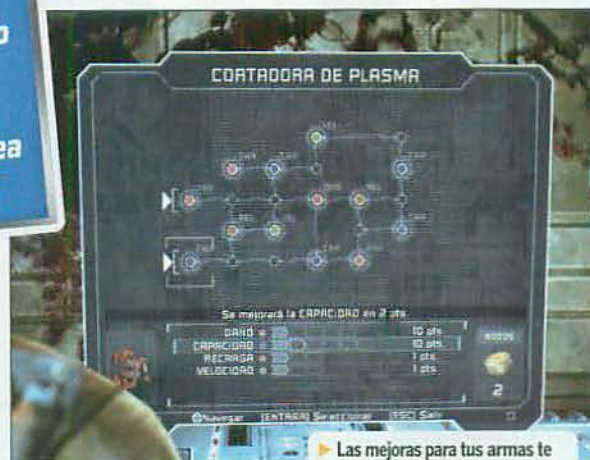 o
ea
CORTADORA DE PLASMA
Se mejorará la CAPACIDAD en 2 pts.
DAÑO 10 pts
CAPACIDAD 10 pts
RECARGA 1 pts
VELOCIDAD 1 pts
NODOS
2
Navegar [ENTRAR] Seleccionar [ESC] Salir
Las mejoras para tus armas te